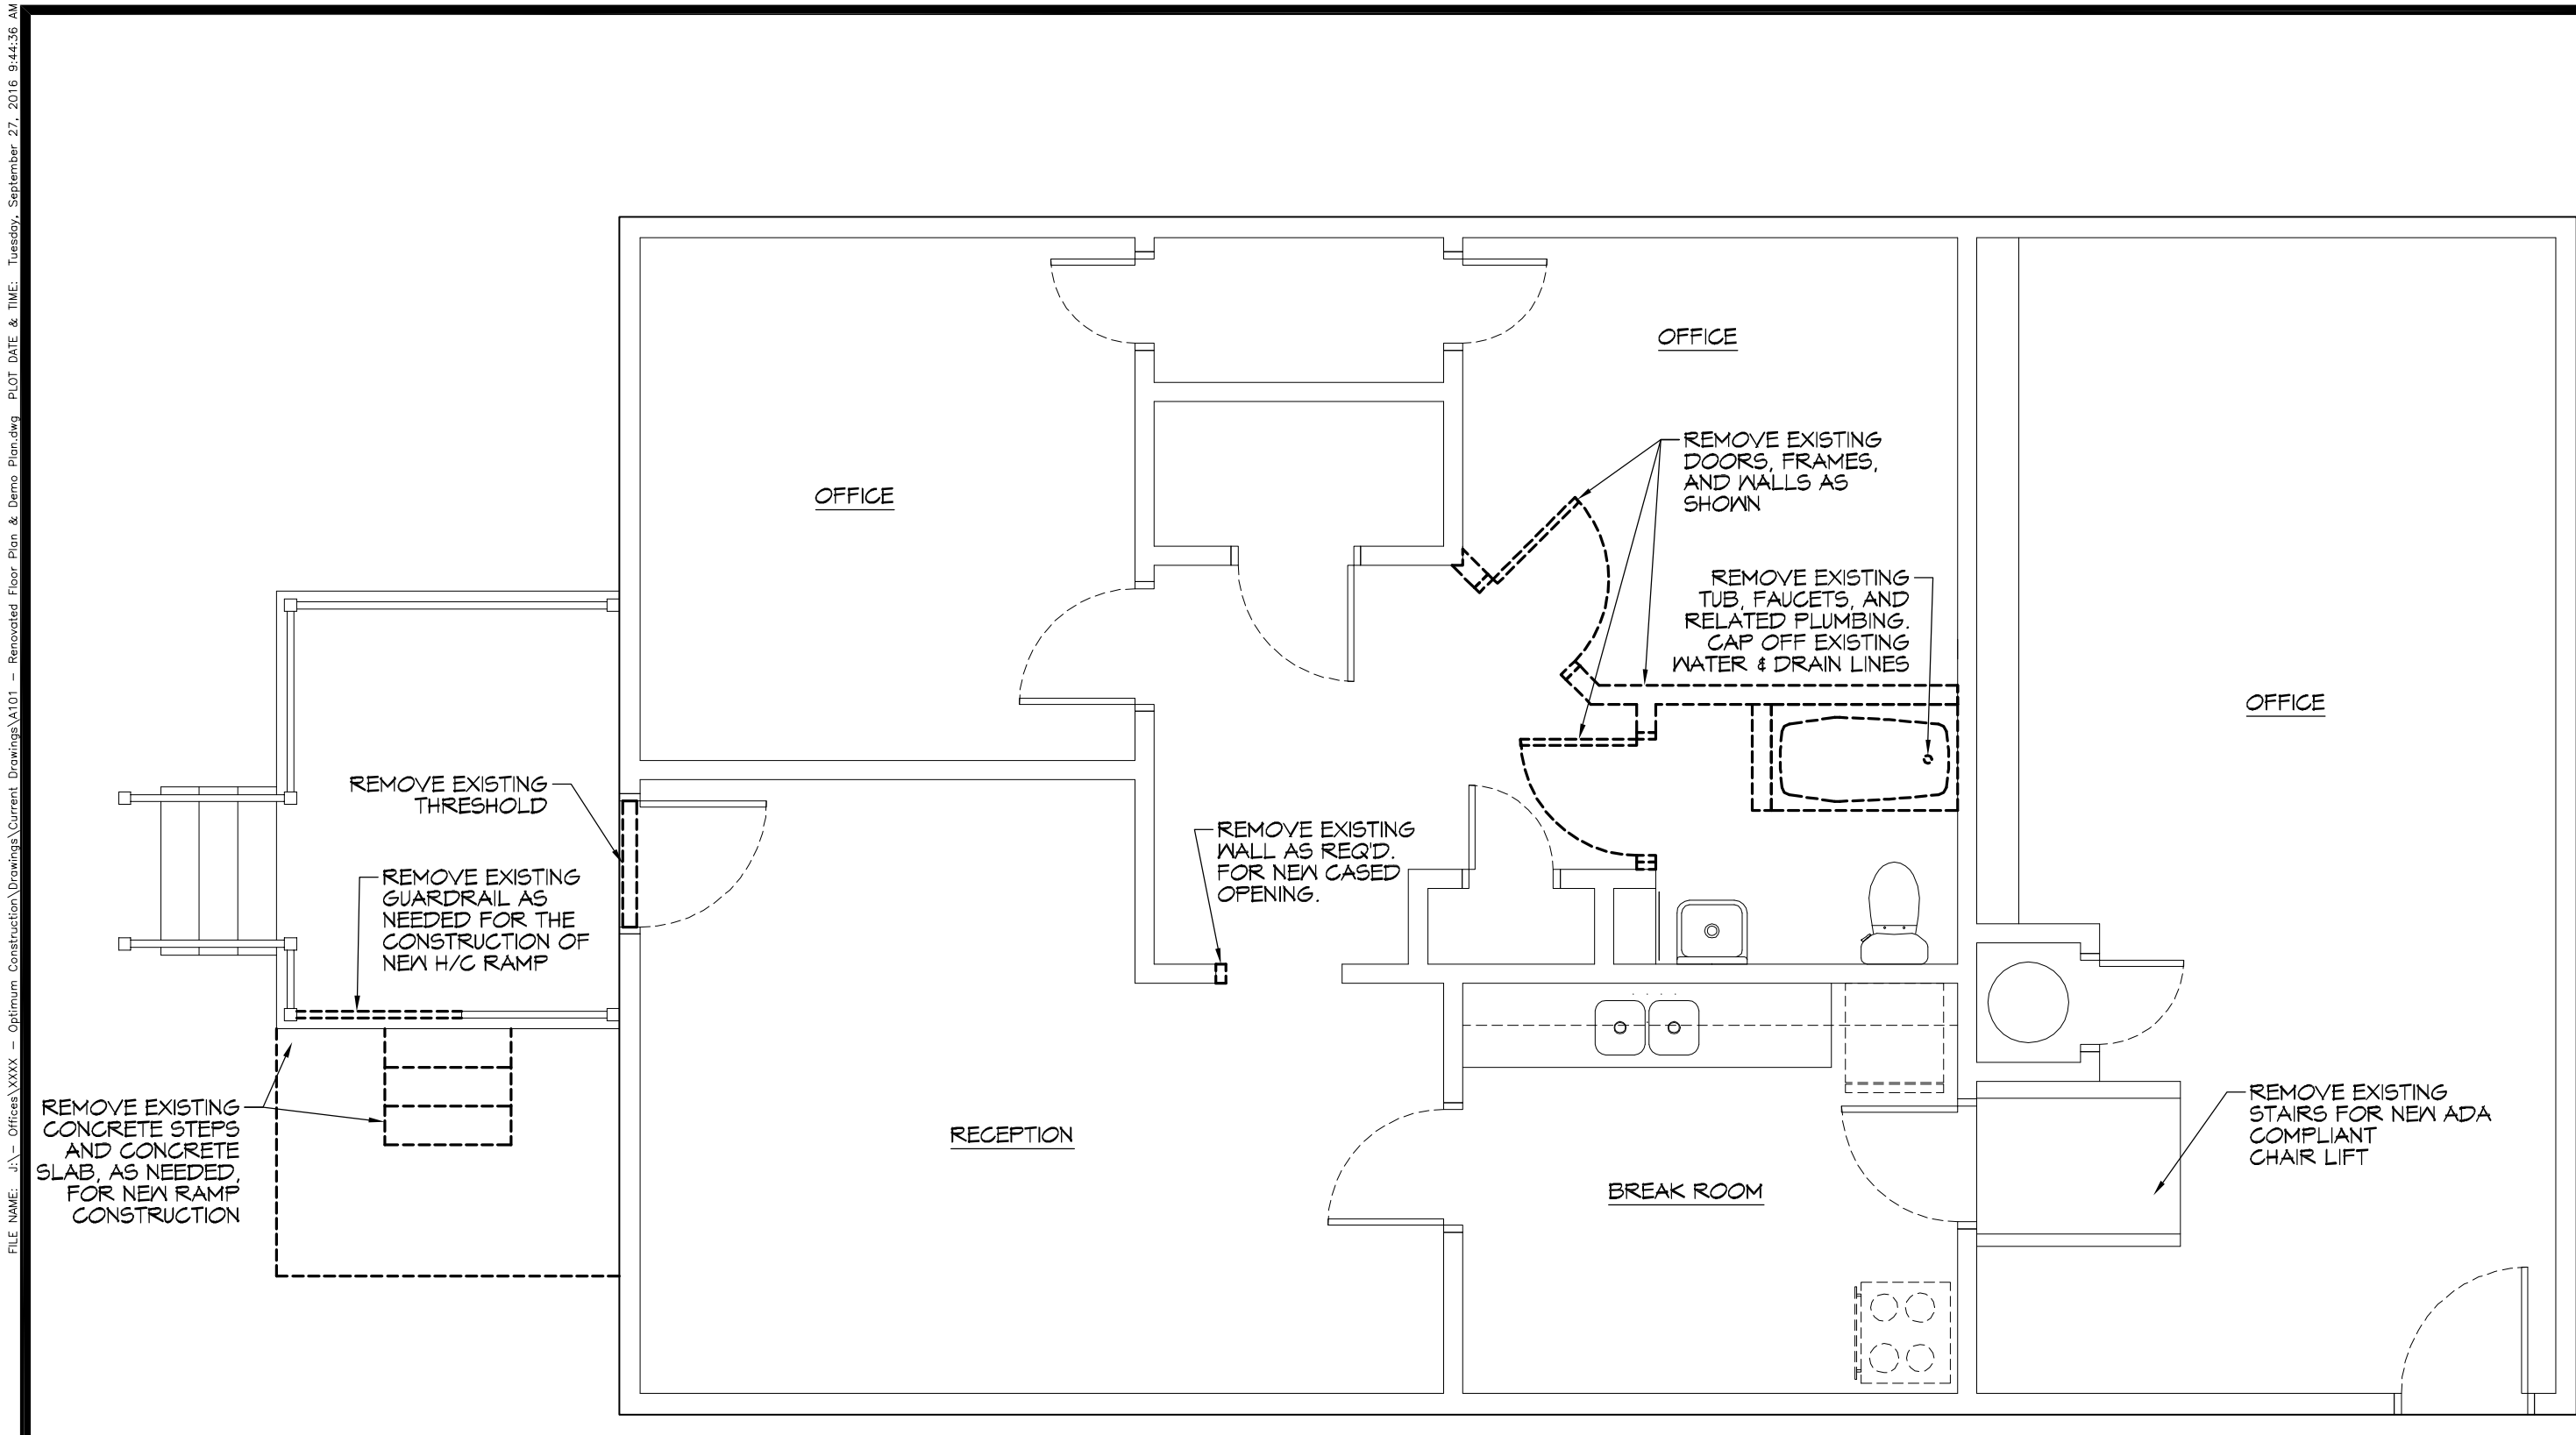 FILE NAME: J:\- Offices\XXXX - Optimum Construction\Drawings\Current Drawings\A101 - Renovated Floor Plan & Demo Plan.dwg PLOT DATE & TIME: Tuesday, September 27, 2016 9:44:36 AM
OFFICE
REMOVE EXISTING
DOORS, FRAMES,
AND WALLS AS
SHOWN
OFFICE
REMOVE EXISTING
TUB, FAUCETS, AND
RELATED PLUMBING.
CAP OFF EXISTING
WATER & DRAIN LINES
OFFICE
REMOVE EXISTING
THRESHOLD
REMOVE EXISTING
WALL AS REQ'D.
FOR NEW CASED
OPENING.
REMOVE EXISTING
GUARDRAIL AS
NEEDED FOR THE
CONSTRUCTION OF
NEW H/C RAMP
REMOVE EXISTING
CONCRETE STEPS
AND CONCRETE
SLAB, AS NEEDED,
FOR NEW RAMP
CONSTRUCTION
RECEPTION
BREAK ROOM
REMOVE EXISTING
STAIRS FOR NEW ADA
COMPLIANT
CHAIR LIFT